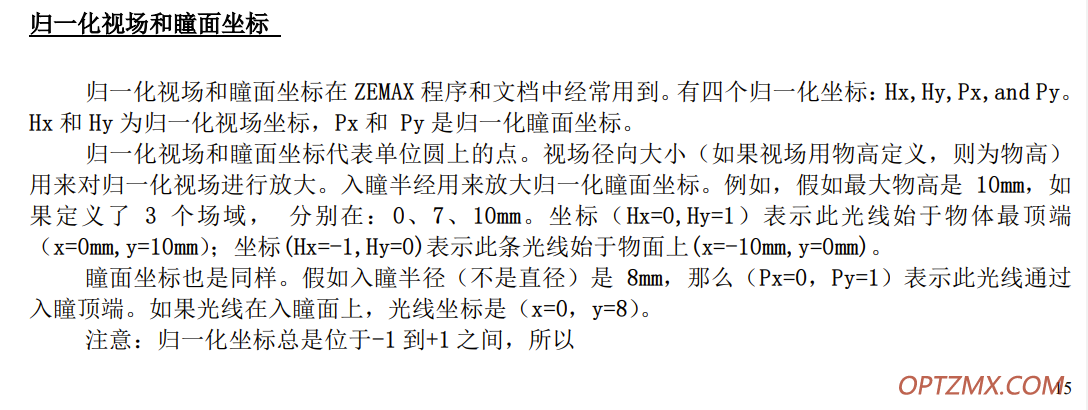 归一化视场和瞳面坐标
归一化视场和瞳面坐标在 ZEMAX 程序和文档中经常用到。有四个归一化坐标：Hx,Hy,Px,and Py。
Hx 和 Hy 为归一化视场坐标，Px 和 Py 是归一化瞳面坐标。
归一化视场和瞳面坐标代表单位圆上的点。视场径向大小（如果视场用物高定义，则为物高）
用来对归一化视场进行放大。入瞳半经用来放大归一化瞳面坐标。例如，假如最大物高是 10mm，如
果定义了 3 个场域， 分别在：0、7、10mm。坐标（Hx=0,Hy=1）表示此光线始于物体最顶端
（x=0mm,y=10mm）；坐标(Hx=-1,Hy=0)表示此条光线始于物面上(x=-10mm,y=0mm)。
瞳面坐标也是同样。假如入瞳半径（不是直径）是 8mm，那么（Px=0，Py=1）表示此光线通过
入瞳顶端。如果光线在入瞳面上，光线坐标是（x=0，y=8）。
注意：归一化坐标总是位于-1 到+1 之间，所以
OPTZMX.COM
15